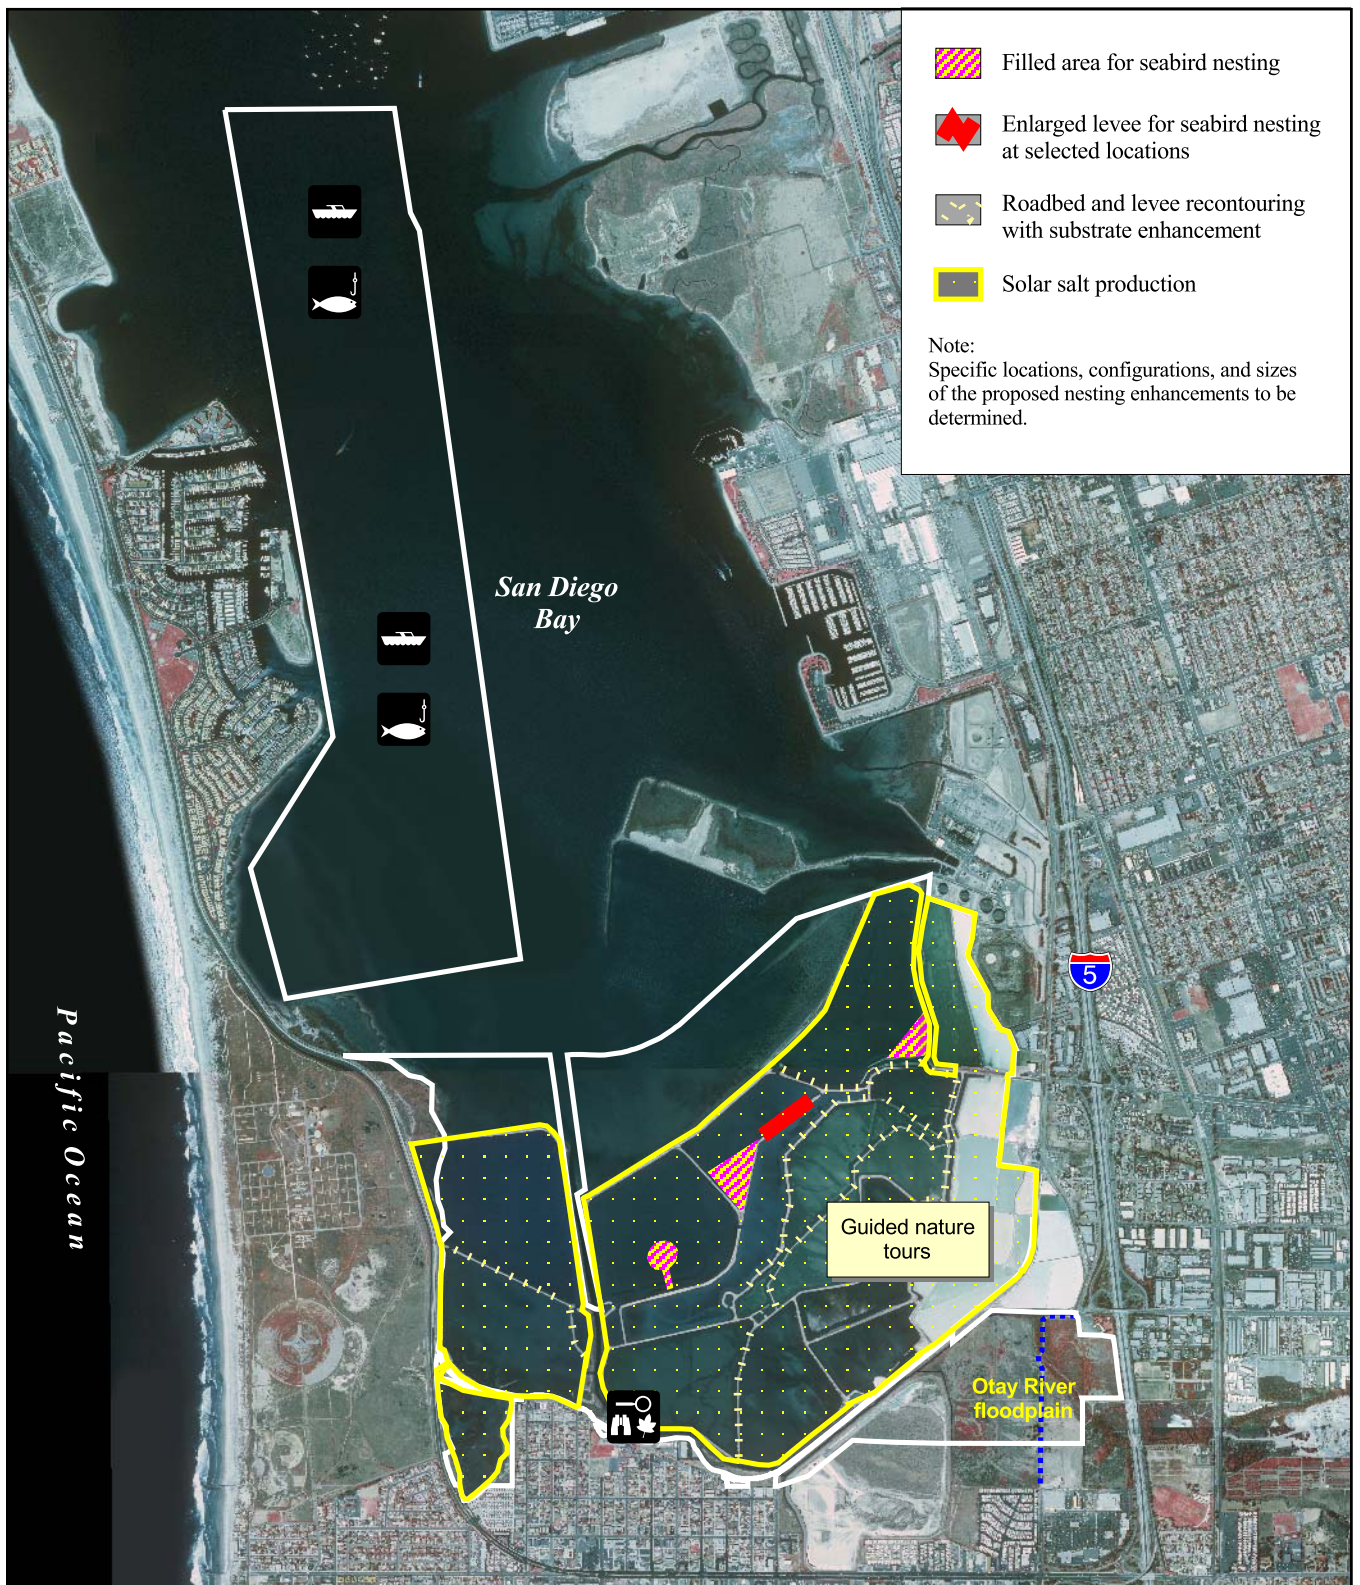 Filled area for seabird nesting
Enlarged levee for seabird nesting
at selected locations
Roadbed and levee recontouring
with substrate enhancement
Solar salt production
Note:
Specific locations, configurations, and sizes
of the proposed nesting enhancements to be
determined.
San Diego
Bay
5
Pacific Ocean
Guided nature
tours
Otay River
floodplain